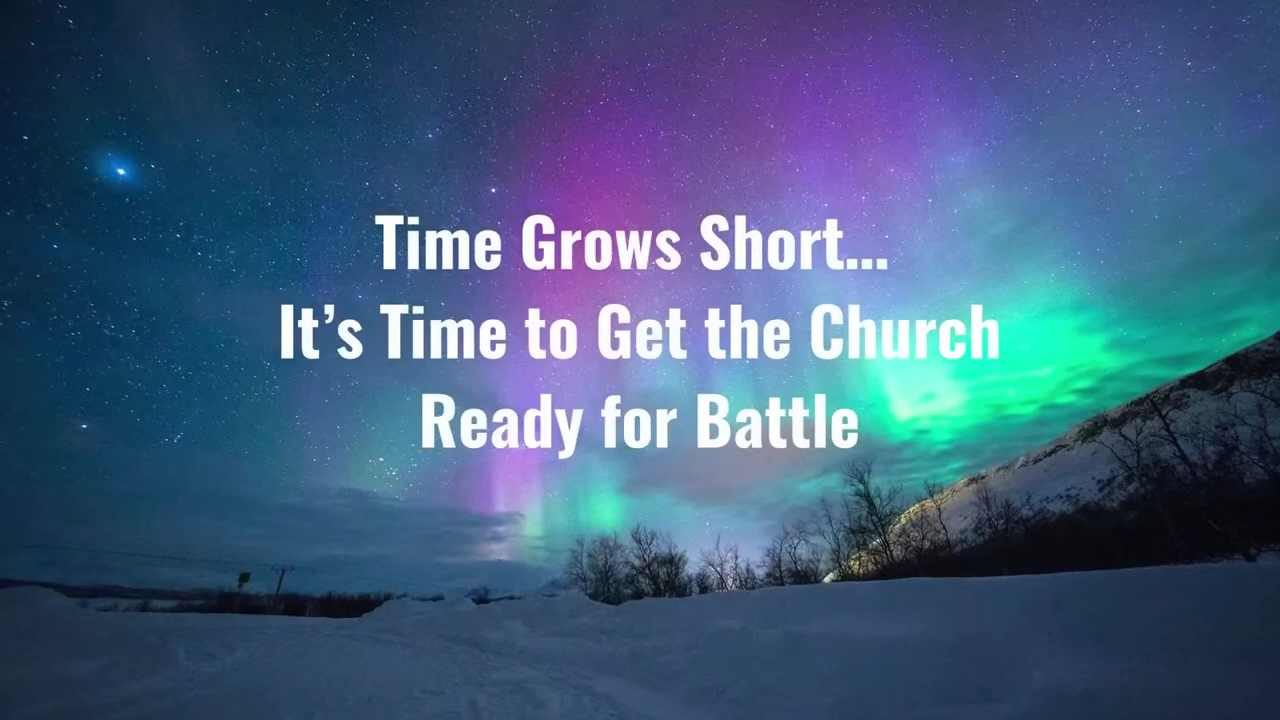 Time Grows Short...
It’s Time to Get the Church
Ready for Battle